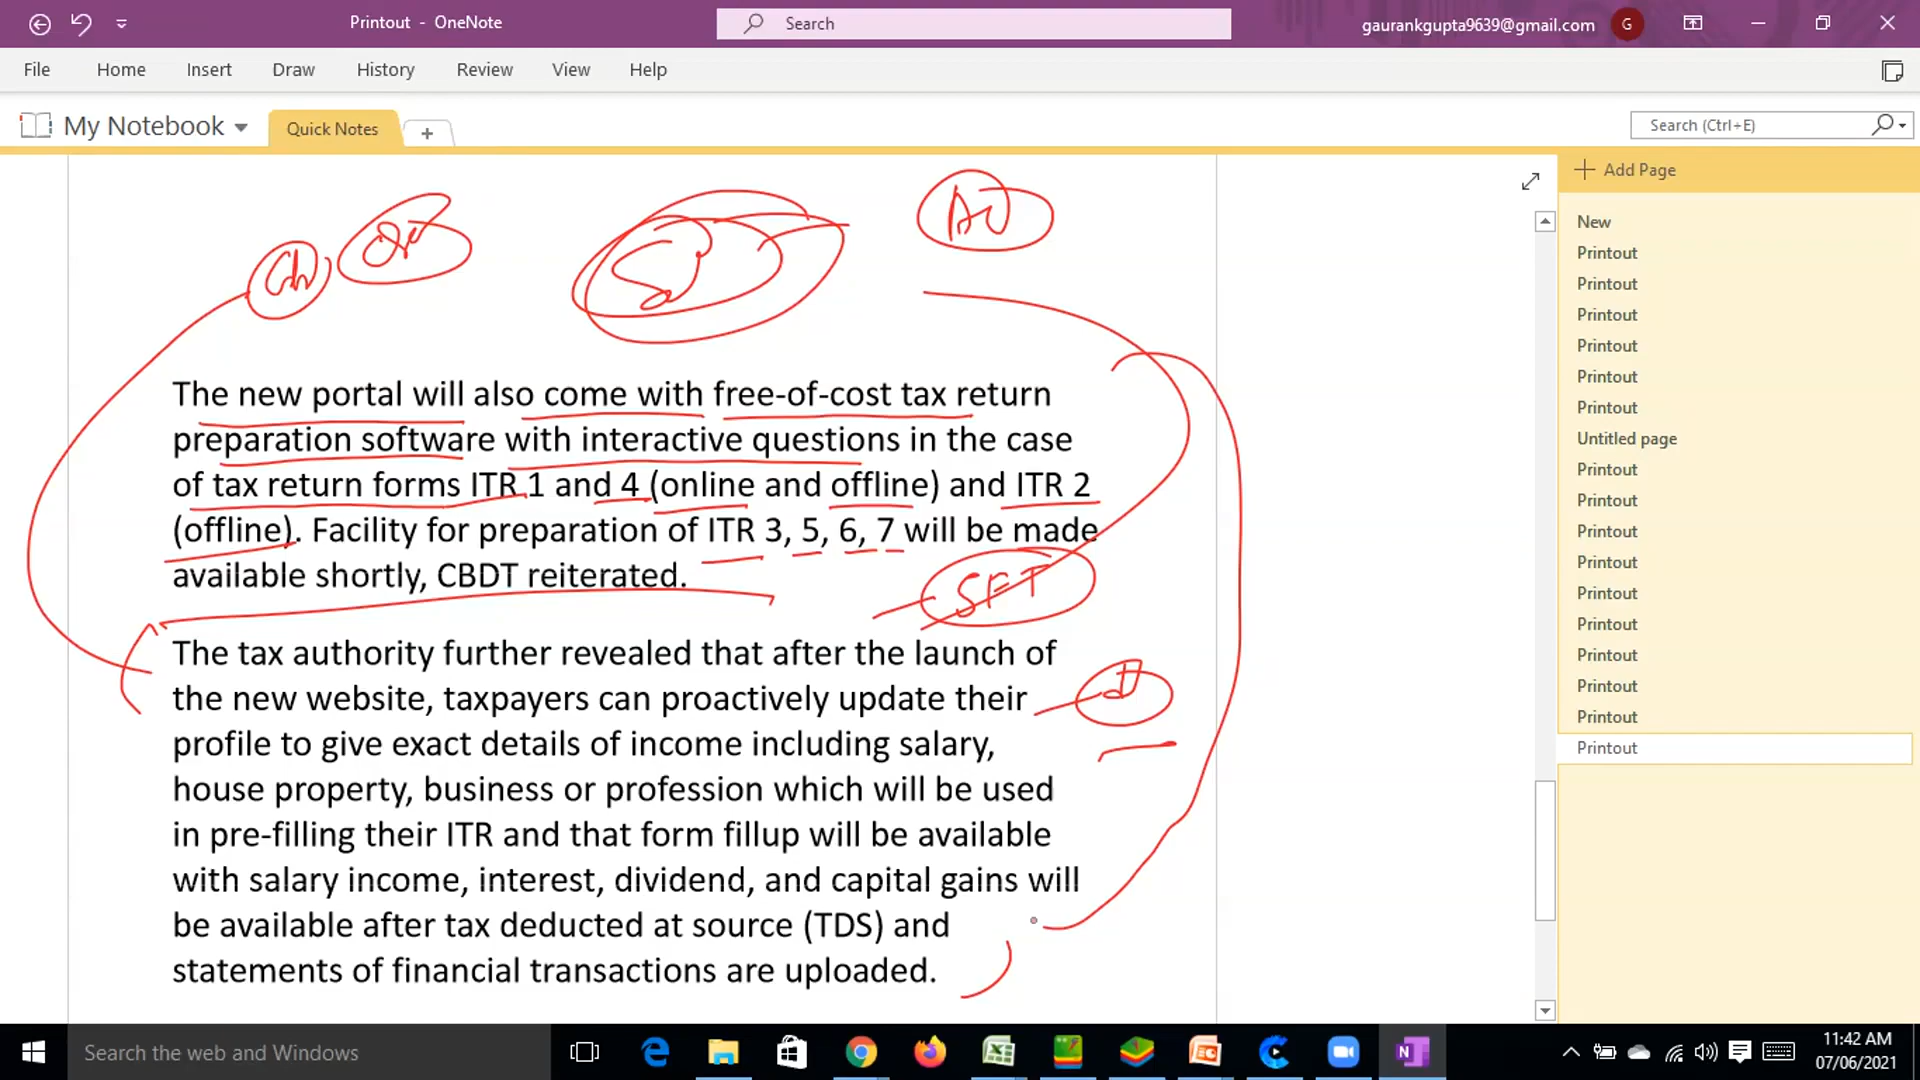 Printout - OneNote
Search
gaurankgupta9639@gmail.com
G
File Home Insert Draw History Review View Help
My Notebook
Quick Notes
+
Search (Ctrl+E)
The new portal will also come with free-of-cost tax return
preparation software with interactive questions in the case
of tax return forms ITR 1 and 4 (online and offline) and ITR 2
(offline). Facility for preparation of ITR 3, 5, 6, 7 will be made
available shortly, CBDT reiterated.
SFT
The tax authority further revealed that after the launch of
the new website, taxpayers can proactively update their
profile to give exact details of income including salary,
house property, business or profession which will be used
in pre-filling their ITR and that form fillup will be available
with salary income, interest, dividend, and capital gains will
be available after tax deducted at source (TDS) and
statements of financial transactions are uploaded.
Add Page
New
Printout
Printout
Printout
Printout
Printout
Printout
Untitled page
Printout
Printout
Printout
Printout
Printout
Printout
Printout
Printout
Printout
Printout
Search the web and Windows
11:42 AM
07/06/2021